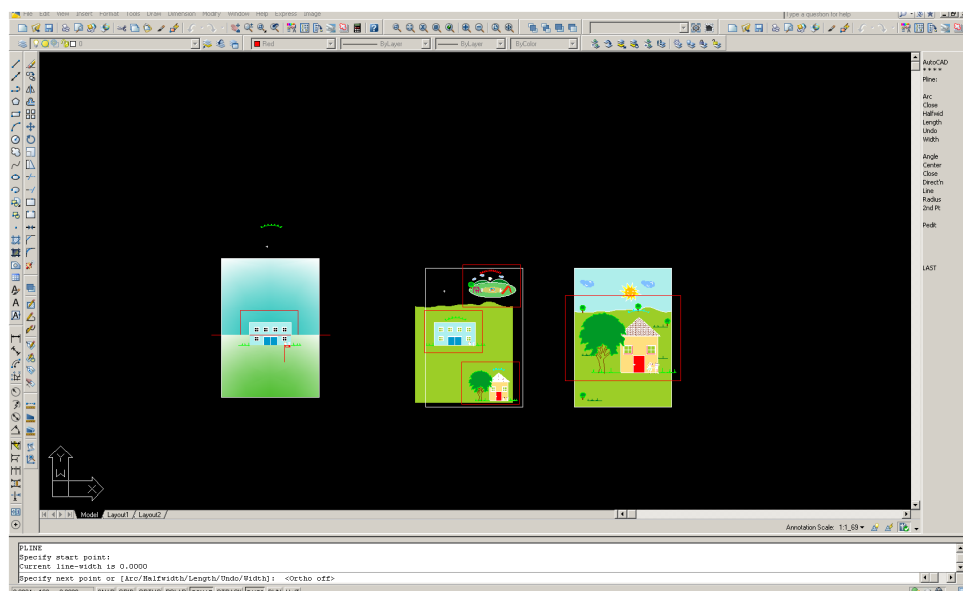 File Edit View Insert Format Tools Draw Dimension Modify Window Help Express Image
Type a question for help
0
Red
ByLayer
ByLayer
ByColor
AutoCAD
* * * *
Pline:
Arc
Close
Halfwid
Length
Undo
Width
Angle
Center
Close
Direct'n
Line
Radius
2nd Pt
Pedit
LAST
Y
W
X
Model Layout1 Layout2
Annotation Scale: 1:1_69
PLINE
Specify start point:
Current line-width is 0.0000
Specify next point or [Arc/Halfwidth/Length/Undo/Width]: <Ortho off>